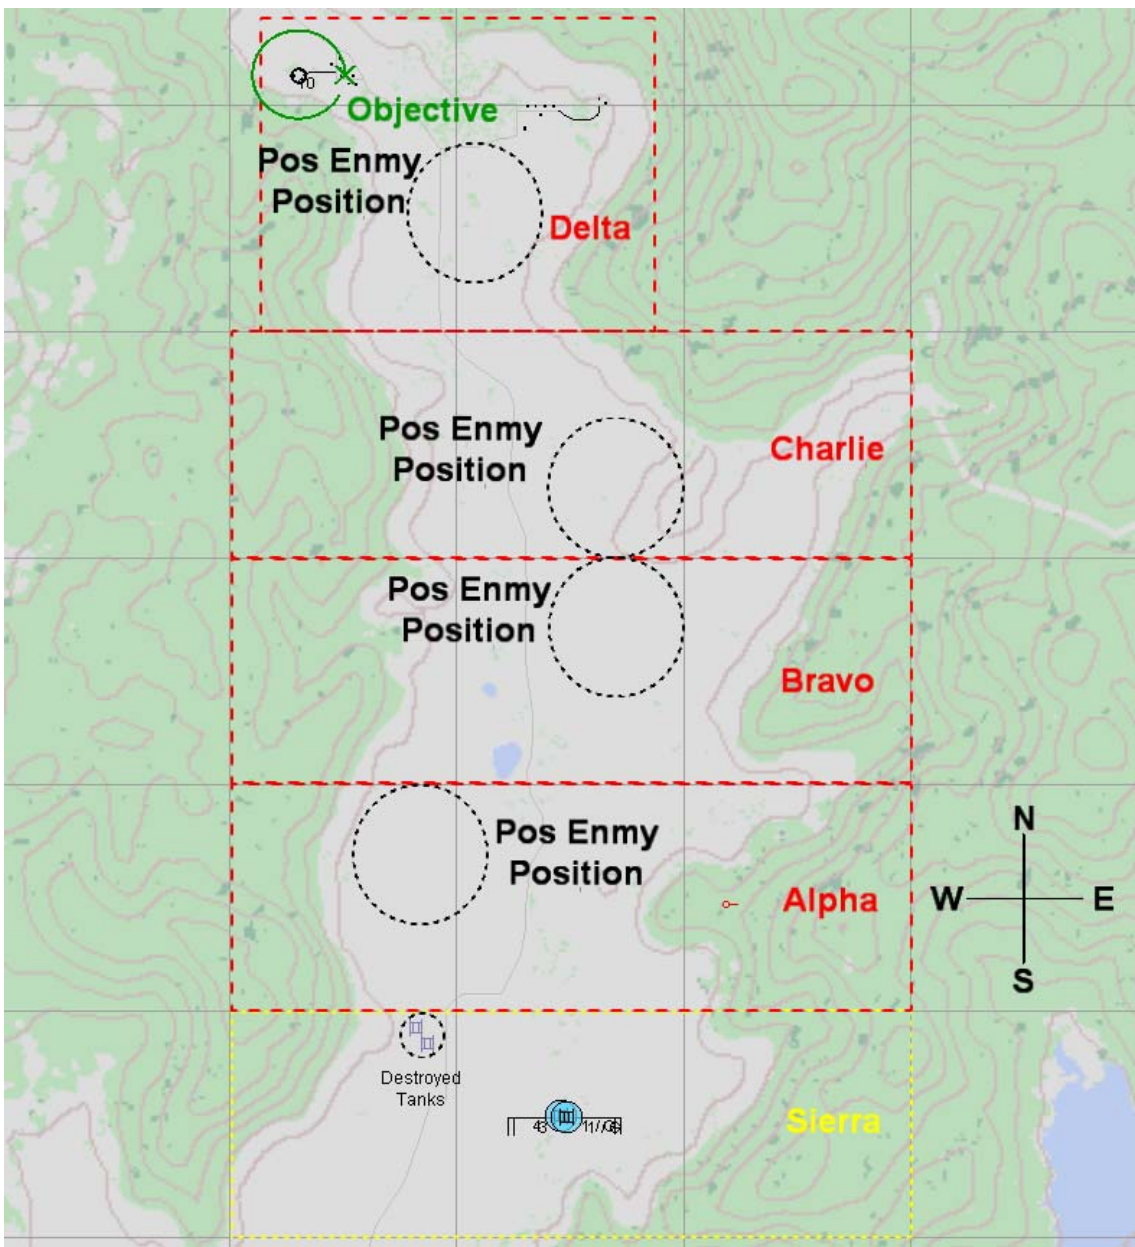 10
Objective
Pos Enmy
Position
Delta
Pos Enmy
Position
Charlie
Pos Enmy
Position
Bravo
Pos Enmy
Position
Alpha
N
W
E
S
Destroyed
Tanks
Sierra